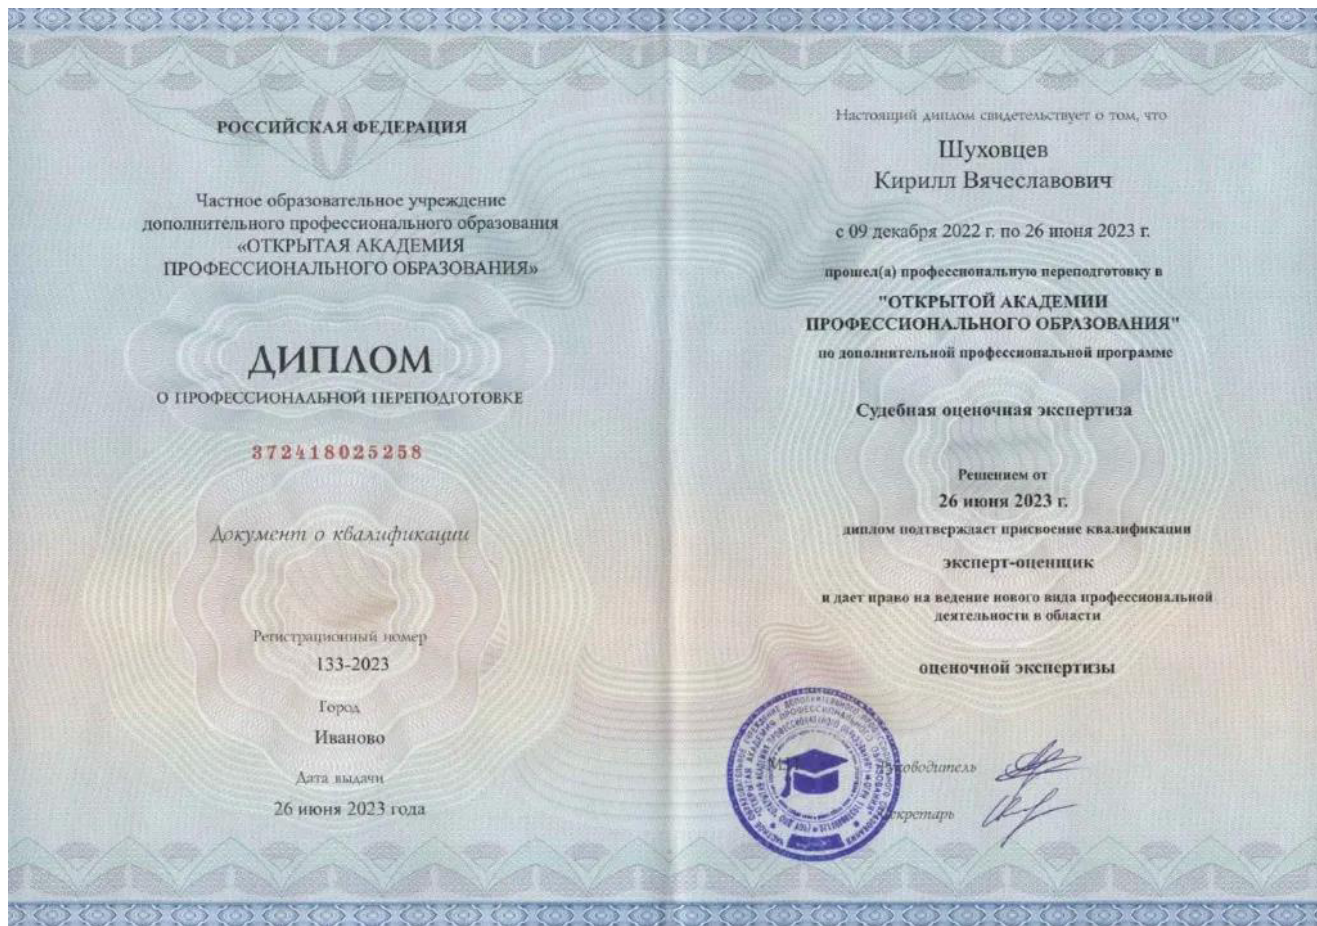 РОССИЙСКАЯ ФЕДЕРАЦИЯ
Частное образовательное учреждение
дополнительного профессионального образования
«ОТКРЫТАЯ АКАДЕМИЯ
ПРОФЕССИОНАЛЬНОГО ОБРАЗОВАНИЯ»
ДИПЛОМ
О ПРОФЕССИОНАЛЬНОЙ ПЕРЕПОДГОТОВКЕ
372418025258
Документ о квалификации
Регистрационный номер
133-2023
Город
Иваново
Дата выдачи
26 июня 2023 года
Настоящий диплом свидетельствует о том, что
Шуховцев
Кирилл Вячеславович
с 09 декабря 2022 г. по 26 июня 2023 г.
прошел(а) профессиональную переподготовку в
"ОТКРЫТОЙ АКАДЕМИИ
ПРОФЕССИОНАЛЬНОГО ОБРАЗОВАНИЯ"
по дополнительной профессиональной программе
Судебная оценочная экспертиза
Решением от
26 июня 2023 г.
диплом подтверждает присвоение квалификации
эксперт-оценщик
и дает право на ведение нового вида профессиональной
деятельности в области
оценочной экспертизы
М.П.
Руководитель
Секретарь